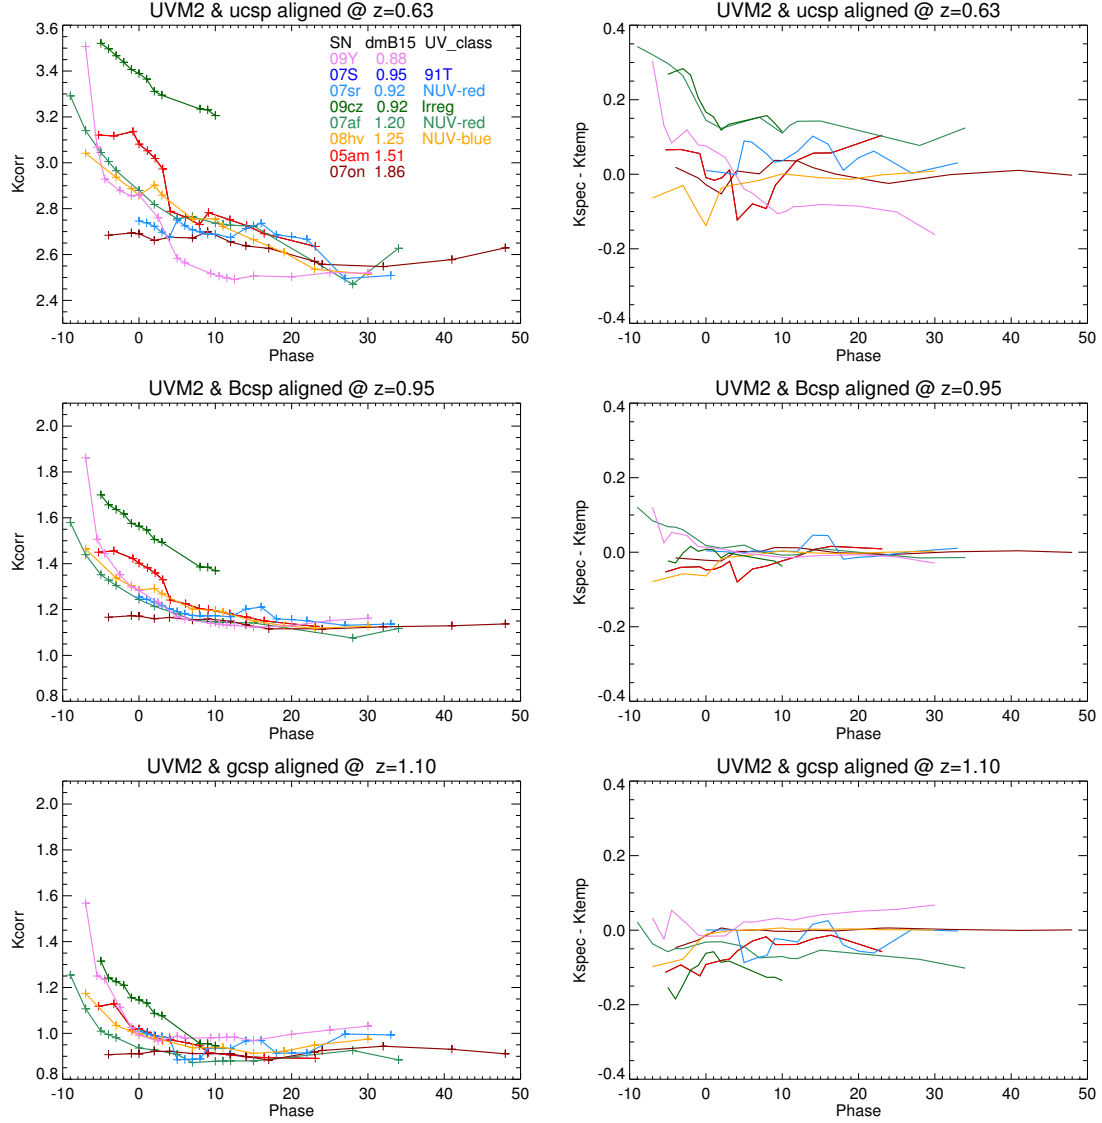 UVM2 & ucsp aligned @ z=0.63
3.6
3.4
3.2
3.0
2.8
2.6
2.4
Kcorr
SN dmB15 UV_class
09Y 0.88
07S 0.95 91T
07sr 0.92 NUV-red
09cz 0.92 Irreg
07af 1.20 NUV-red
08hv 1.25 NUV-blue
05am 1.51
07on 1.86
-10 0 10 20 30 40 50
Phase
UVM2 & ucsp aligned @ z=0.63
0.4
0.2
0.0
-0.2
-0.4
Kspec - Ktemp
-10 0 10 20 30 40 50
Phase
UVM2 & Bcsp aligned @ z=0.95
2.0
1.8
1.6
1.4
1.2
1.0
0.8
Kcorr
-10 0 10 20 30 40 50
Phase
UVM2 & Bcsp aligned @ z=0.95
0.4
0.2
0.0
-0.2
-0.4
Kspec - Ktemp
-10 0 10 20 30 40 50
Phase
UVM2 & gcsp aligned @ z=1.10
2.0
1.8
1.6
1.4
1.2
1.0
0.8
Kcorr
-10 0 10 20 30 40 50
Phase
UVM2 & gcsp aligned @ z=1.10
0.4
0.2
0.0
-0.2
-0.4
Kspec - Ktemp
-10 0 10 20 30 40 50
Phase